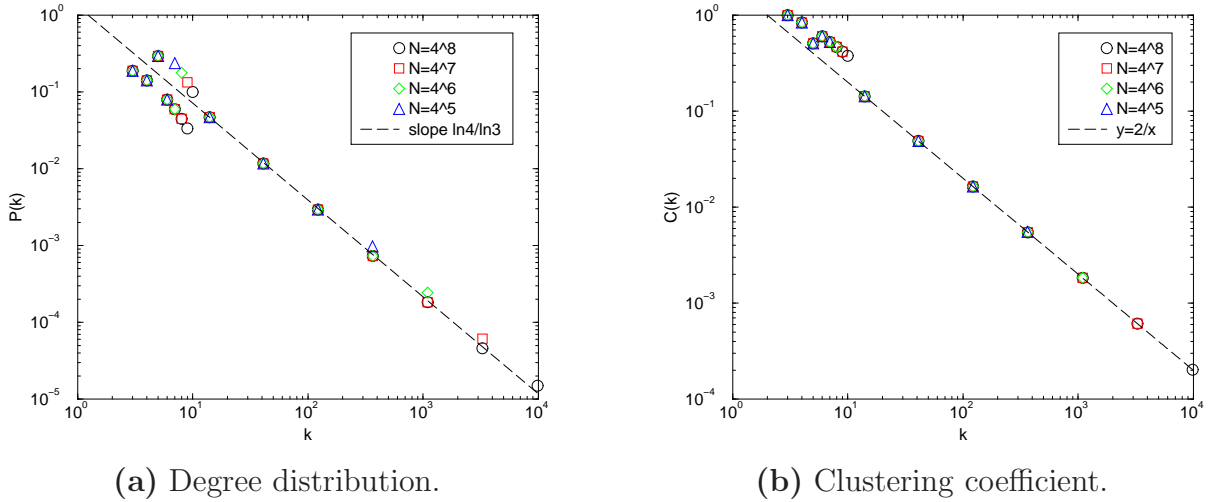 10^0
10^-1
10^-2
10^-3
10^-4
10^-5
P(k)
10^0 10^1 10^2 10^3 10^4
k
N=4^8
N=4^7
N=4^6
N=4^5
slope ln4/ln3
(a) Degree distribution.
10^0
10^-1
10^-2
10^-3
10^-4
C(k)
10^0 10^1 10^2 10^3 10^4
k
N=4^8
N=4^7
N=4^6
N=4^5
y=2/x
(b) Clustering coefficient.